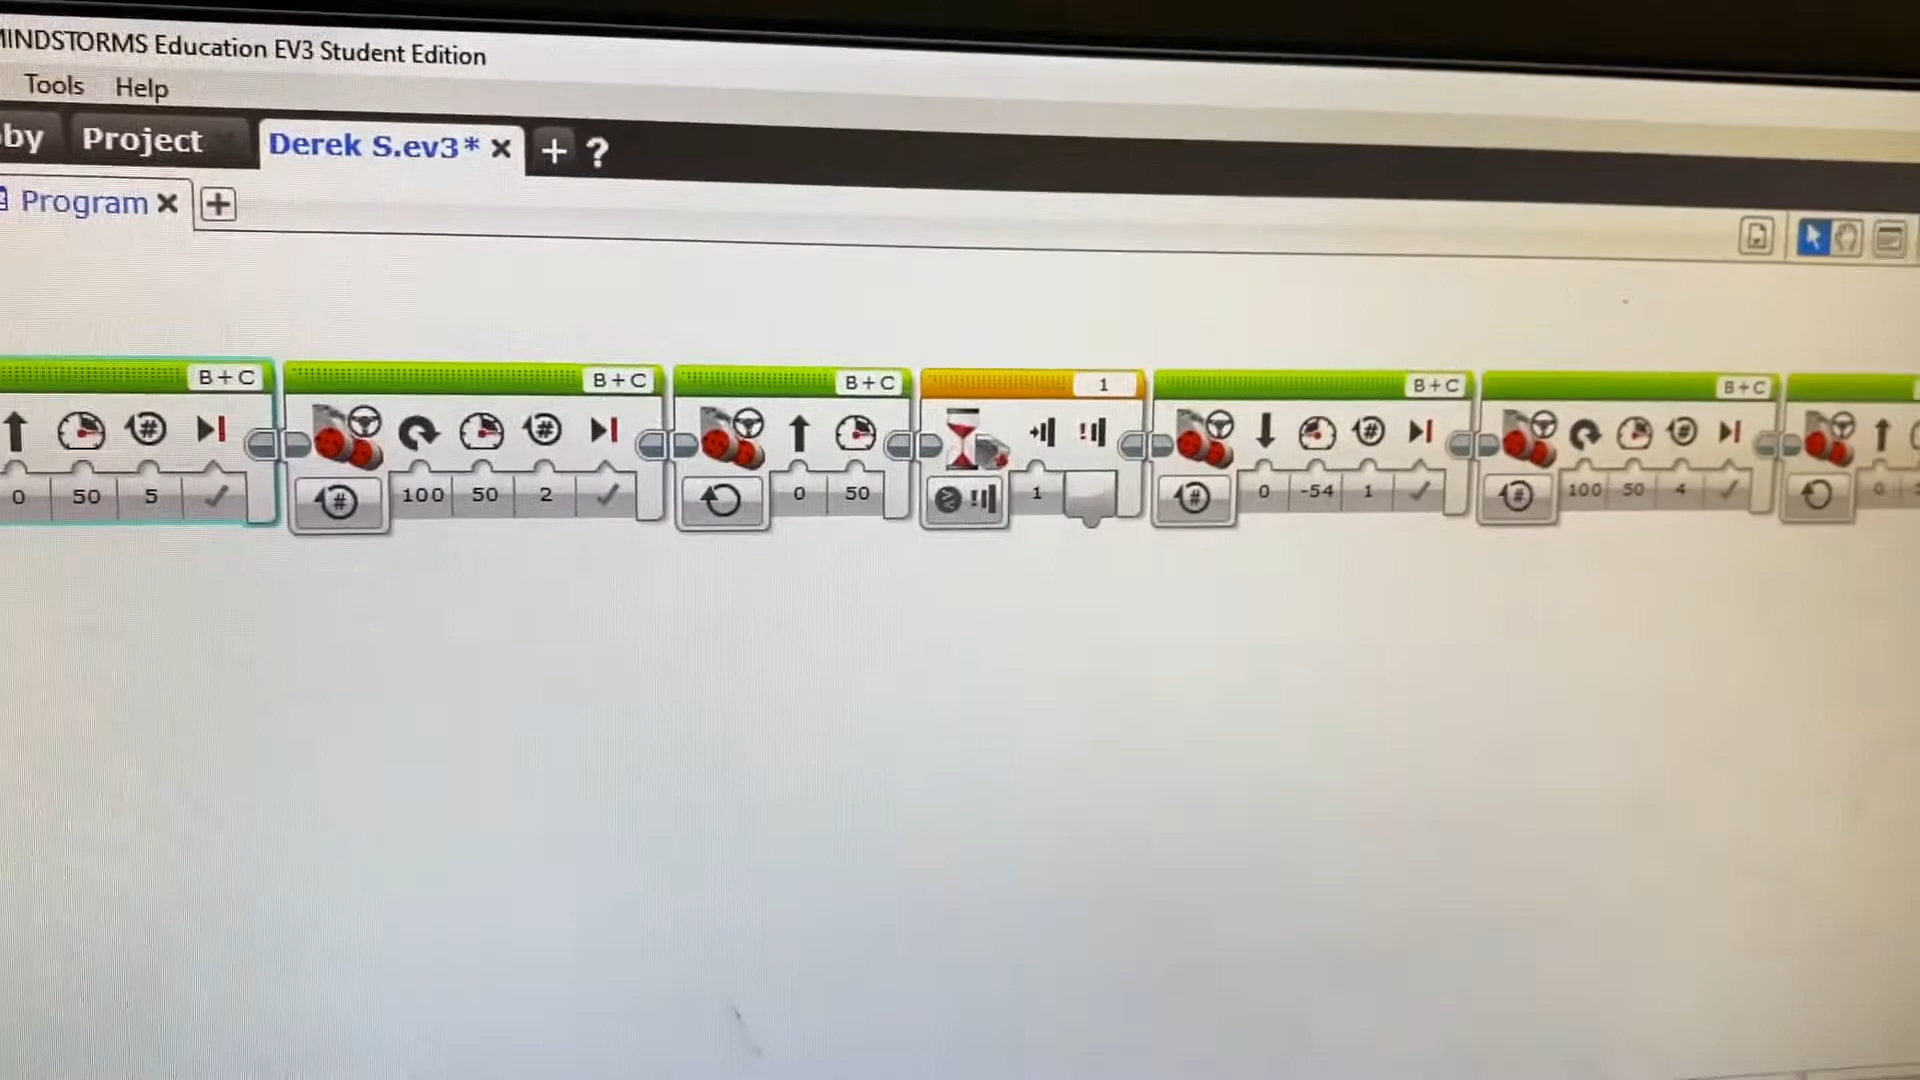 MINDSTORMS Education EV3 Student Edition
Tools Help
Project Derek S.ev3* × + ?
Program × +
B+C B+C B+C 1 B+C B+C
# # # #
0 50 5 # 100 50 2 0 50 1 # 0 -54 1 # 100 50 4 0